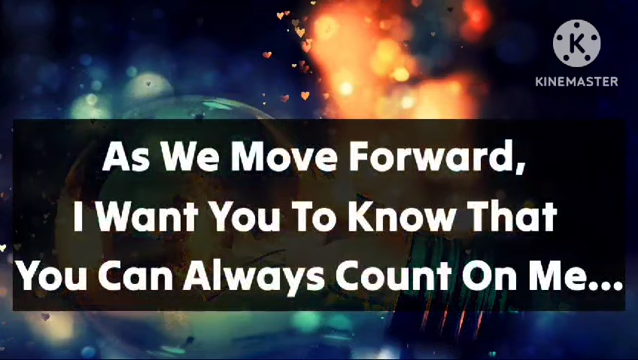 KINEMASTER
As We Move Forward,
I Want You To Know That
You Can Always Count On Me...